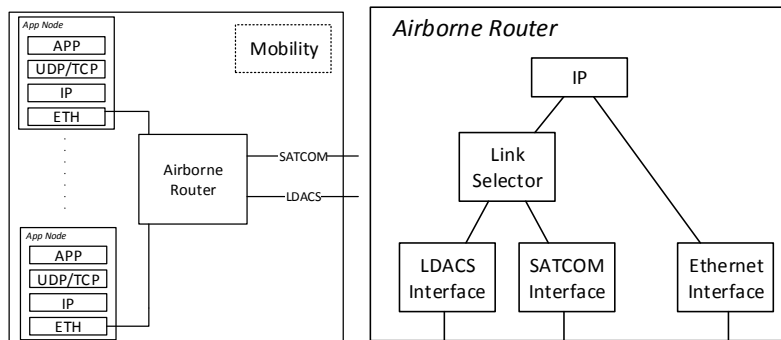 App Node
APP
UDP/TCP
IP
ETH
Mobility
Airborne
Router
SATCOM
LDACS
App Node
APP
UDP/TCP
IP
ETH
Airborne Router
IP
Link
Selector
LDACS
Interface
SATCOM
Interface
Ethernet
Interface